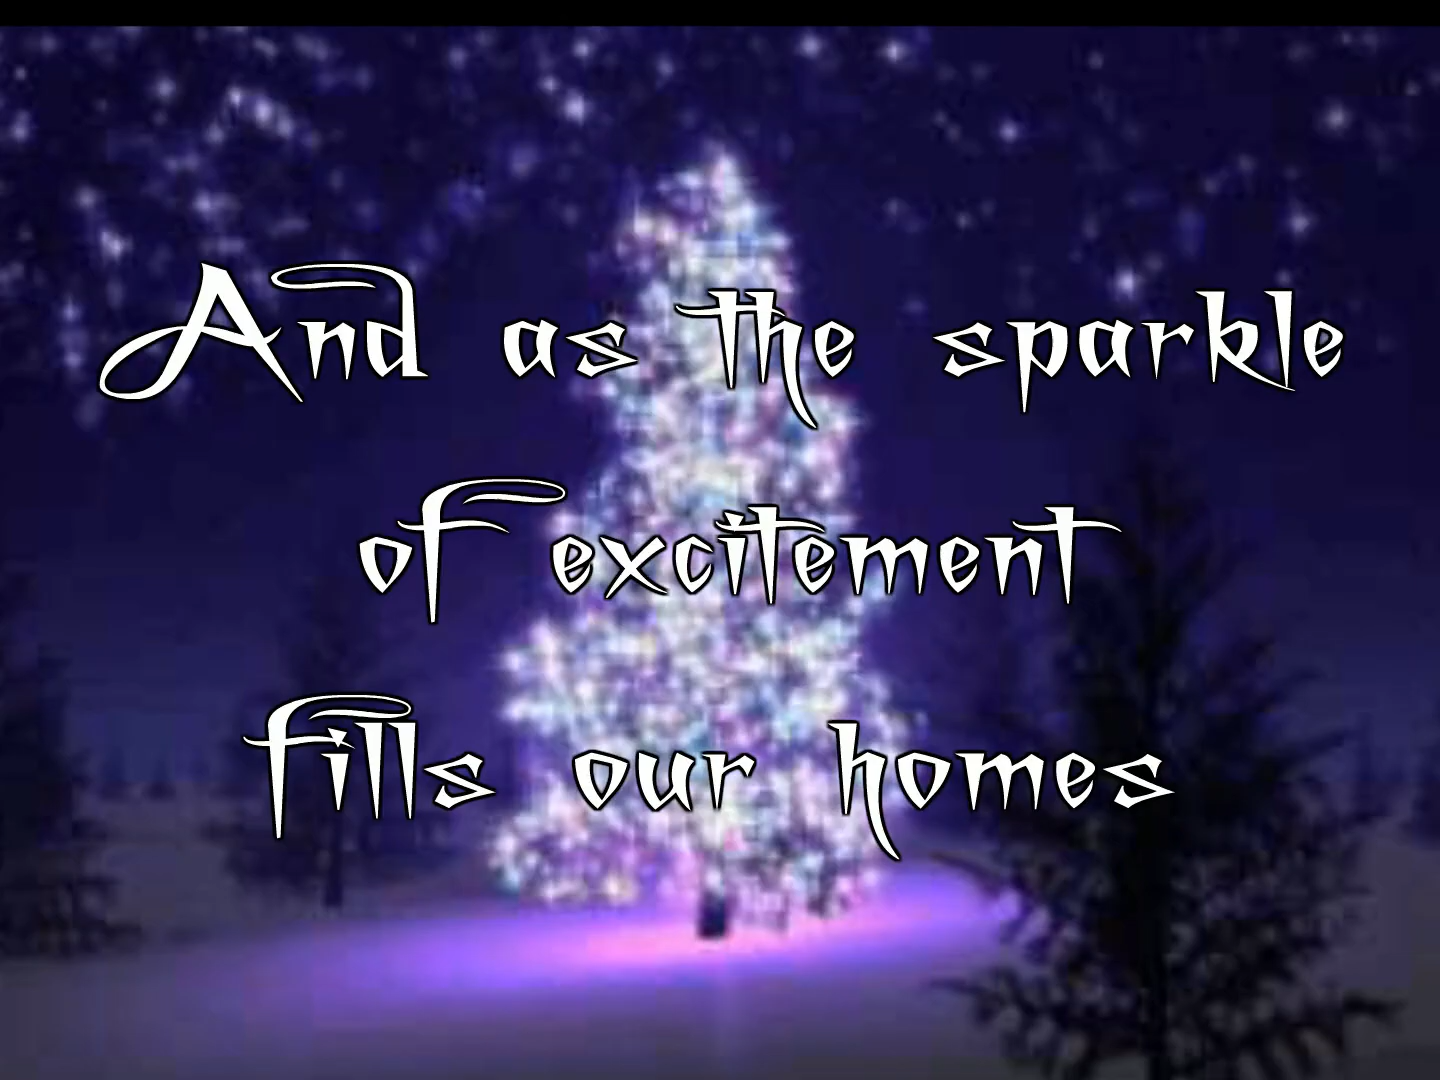 And as the sparkle
of excitement
fills our homes